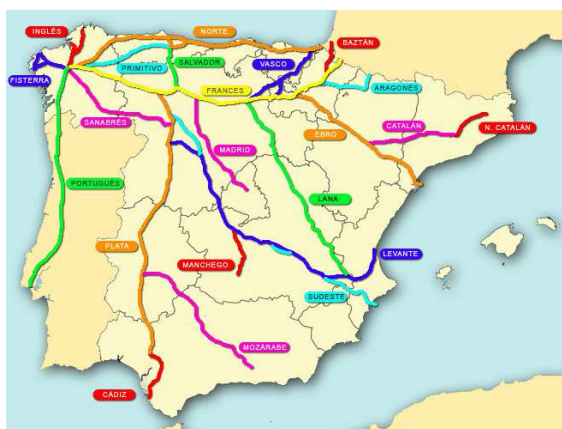 INGLÉS
NORTE
BAZTÁN
FISTERRA
PRIMITIVO
SALVADOR
VASCO
FRANCES
ARAGONÉS
SANABRÉS
MADRID
EBRO
CATALÁN
N. CATALÁN
PORTUGUÉS
LANA
PLATA
MANCHEGO
LEVANTE
SUDESTE
MOZÁRABE
CÁDIZ